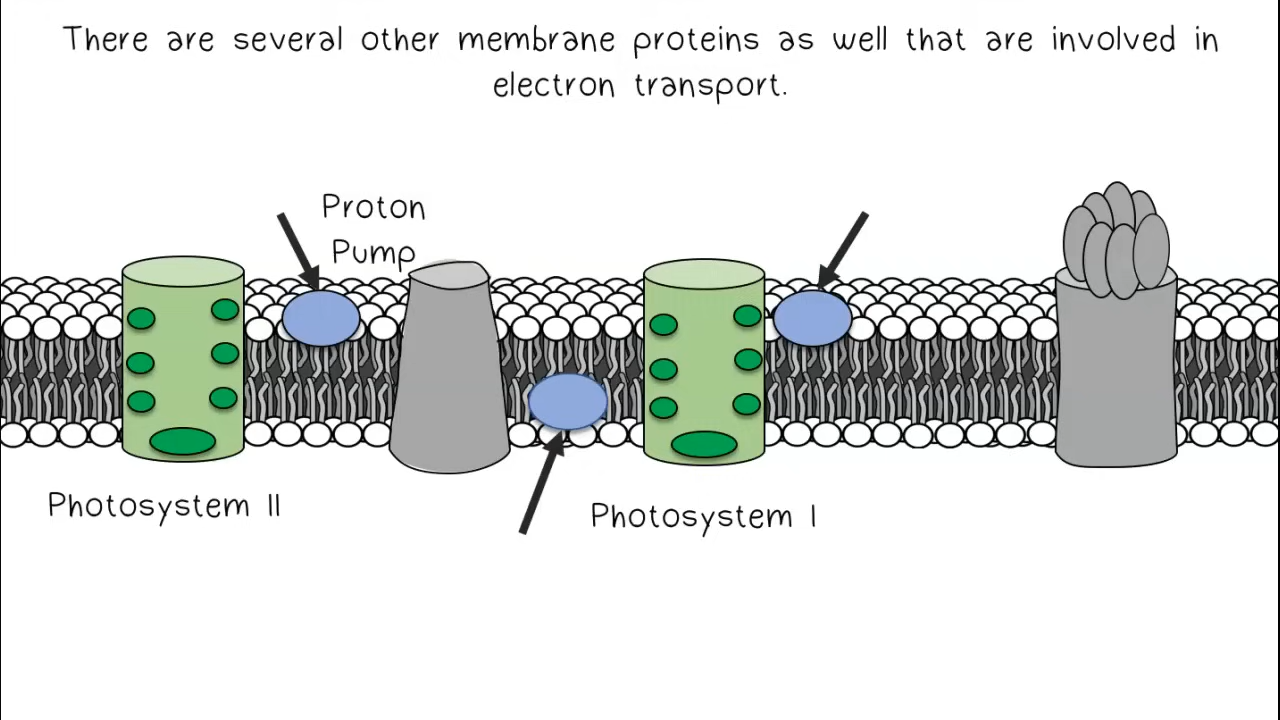 There are several other membrane proteins as well that are involved in
electron transport.
Proton
Pump
Photosystem II
Photosystem I